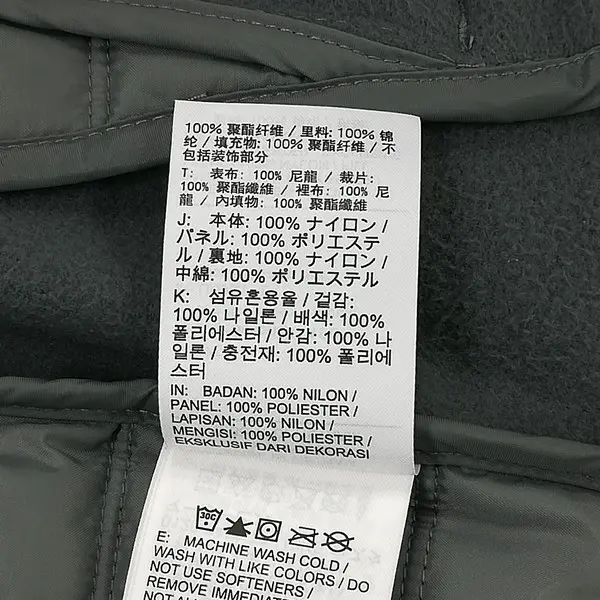 100% 聚酯纤维 / 里料: 100% 锦
纶 / 填充物: 100% 聚酯纤维 / 不
包括装饰部分
T: 表布: 100% 尼龍 / 裁片:
100% 聚酯纖維 / 裡布: 100% 尼
龍 / 內填物: 100% 聚酯纖維
J: 本体: 100% ナイロン /
パネル: 100% ポリエステ
ル / 裏地: 100% ナイロン /
中綿: 100% ポリエステル
K: 섬유혼용율 / 겉감:
100% 나일론 / 배색: 100%
폴리에스터 / 안감: 100% 나
일론 / 충전재: 100% 폴리에
스터
IN: BADAN: 100% NILON /
PANEL: 100% POLIESTER /
LAPISAN: 100% NILON /
MENGISI: 100% POLIESTER /
EKSKLUSIF DARI DEKORASI
30C
E: MACHINE WASH COLD /
WASH WITH LIKE COLORS / DO
NOT USE SOFTENERS /
REMOVE IMMEDIATELY